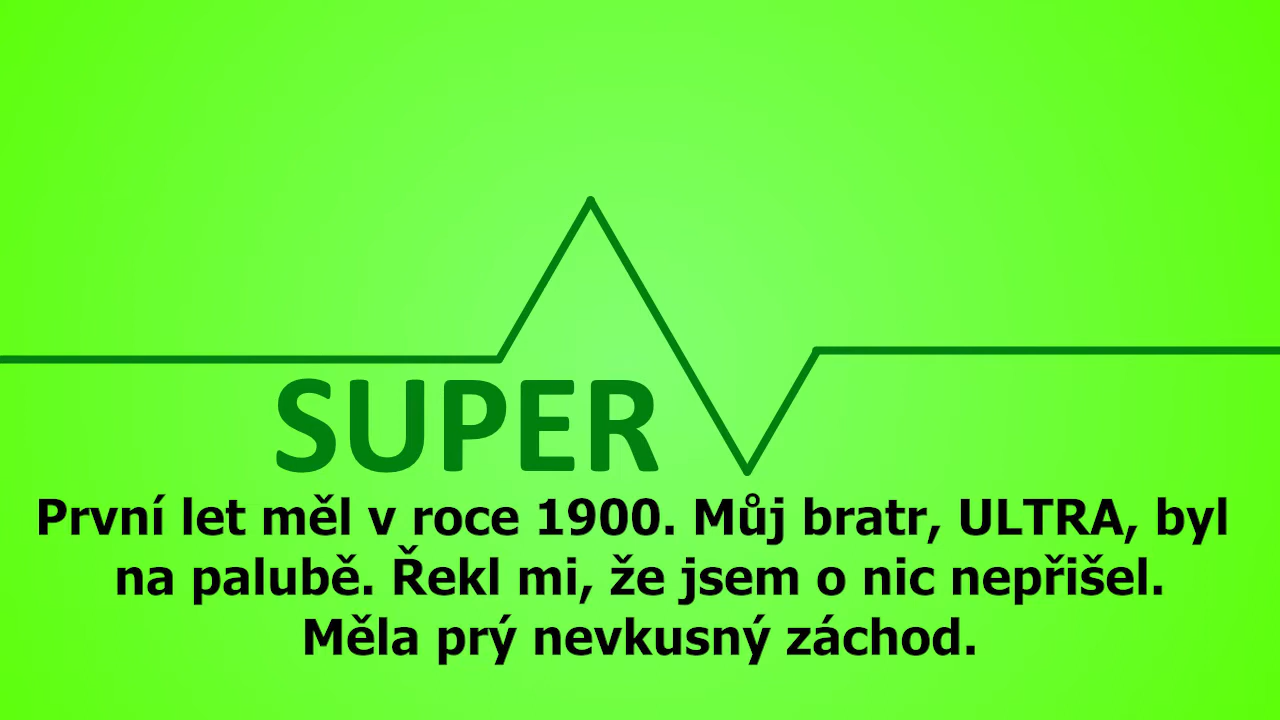 SUPER
První let měl v roce 1900. Můj bratr, ULTRA, byl
na palubě. Řekl mi, že jsem o nic nepřišel.
Měla prý nevkusný záchod.